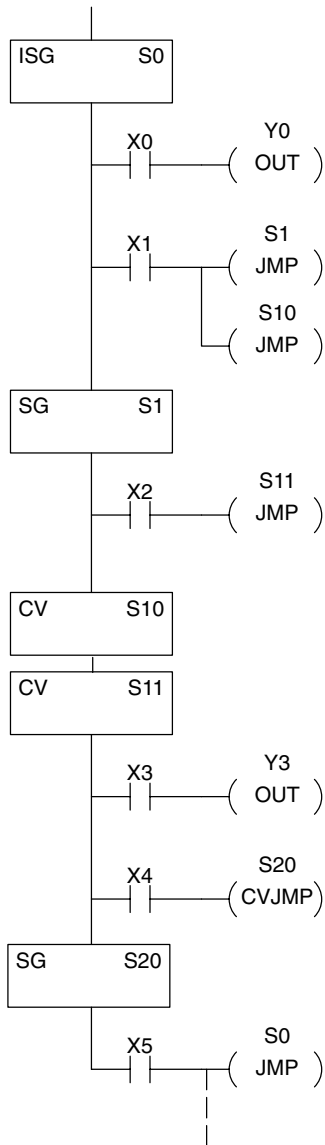 ISG S0
X0
Y0
OUT
X1
S1
JMP
S10
JMP
SG S1
X2
S11
JMP
CV S10
CV S11
X3
Y3
OUT
X4
S20
CVJMP
SG S20
X5
S0
JMP